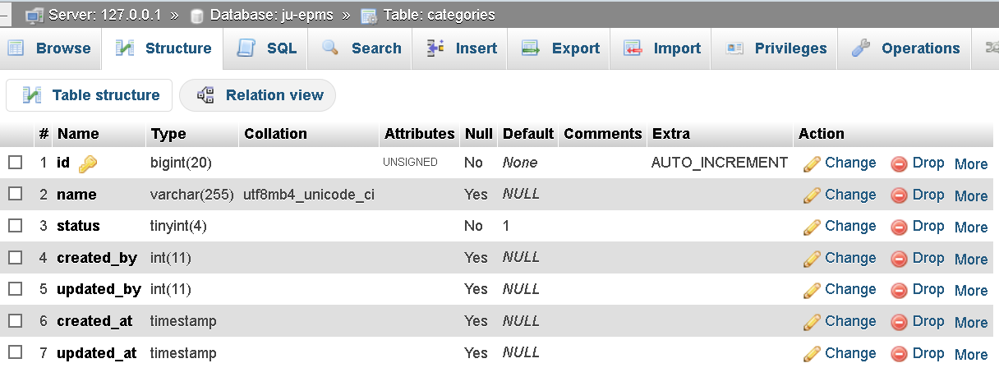 Server: 127.0.0.1 » Database: ju-epms » Table: categories
Browse Structure SQL Search Insert Export Import Privileges Operations
Table structure Relation view
# Name Type Collation Attributes Null Default Comments Extra Action
1 id bigint(20) UNSIGNED No None AUTO_INCREMENT Change Drop More
2 name varchar(255) utf8mb4_unicode_ci Yes NULL Change Drop More
3 status tinyint(4) No 1 Change Drop More
4 created_by int(11) Yes NULL Change Drop More
5 updated_by int(11) Yes NULL Change Drop More
6 created_at timestamp Yes NULL Change Drop More
7 updated_at timestamp Yes NULL Change Drop More